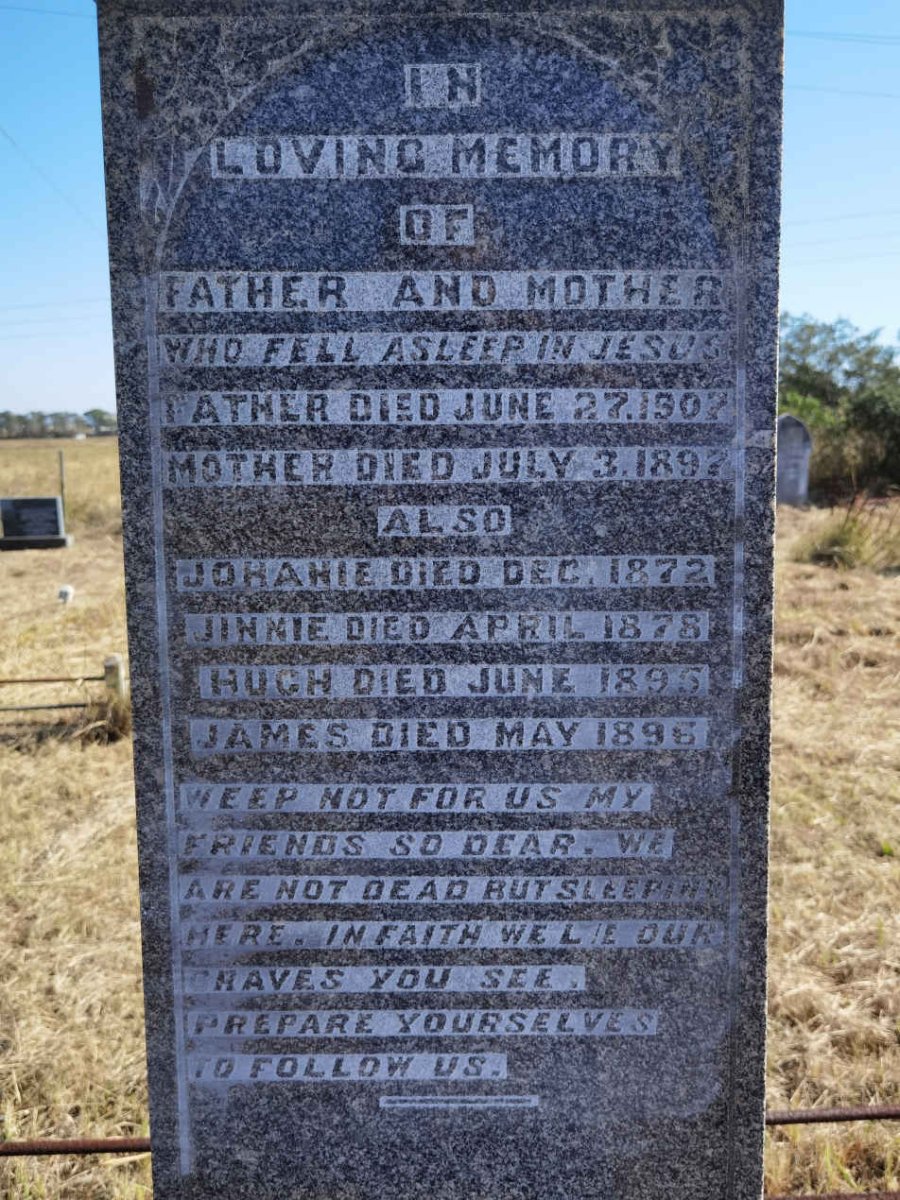 IN
LOVING MEMORY
OF
FATHER AND MOTHER
WHO FELL ASLEEP IN JESUS
FATHER DIED JUNE 27.1907
MOTHER DIED JULY 3.1897
ALSO
JOHANIE DIED DEC. 1872
JINNIE DIED APRIL 1878
HUGH DIED JUNE 1895
JAMES DIED MAY 1896
WEEP NOT FOR US MY
FRIENDS SO DEAR. WE
ARE NOT DEAD BUT SLEEPING
HERE. IN FAITH WE LIE OUR
GRAVES YOU SEE.
PREPARE YOURSELVES
TO FOLLOW US.